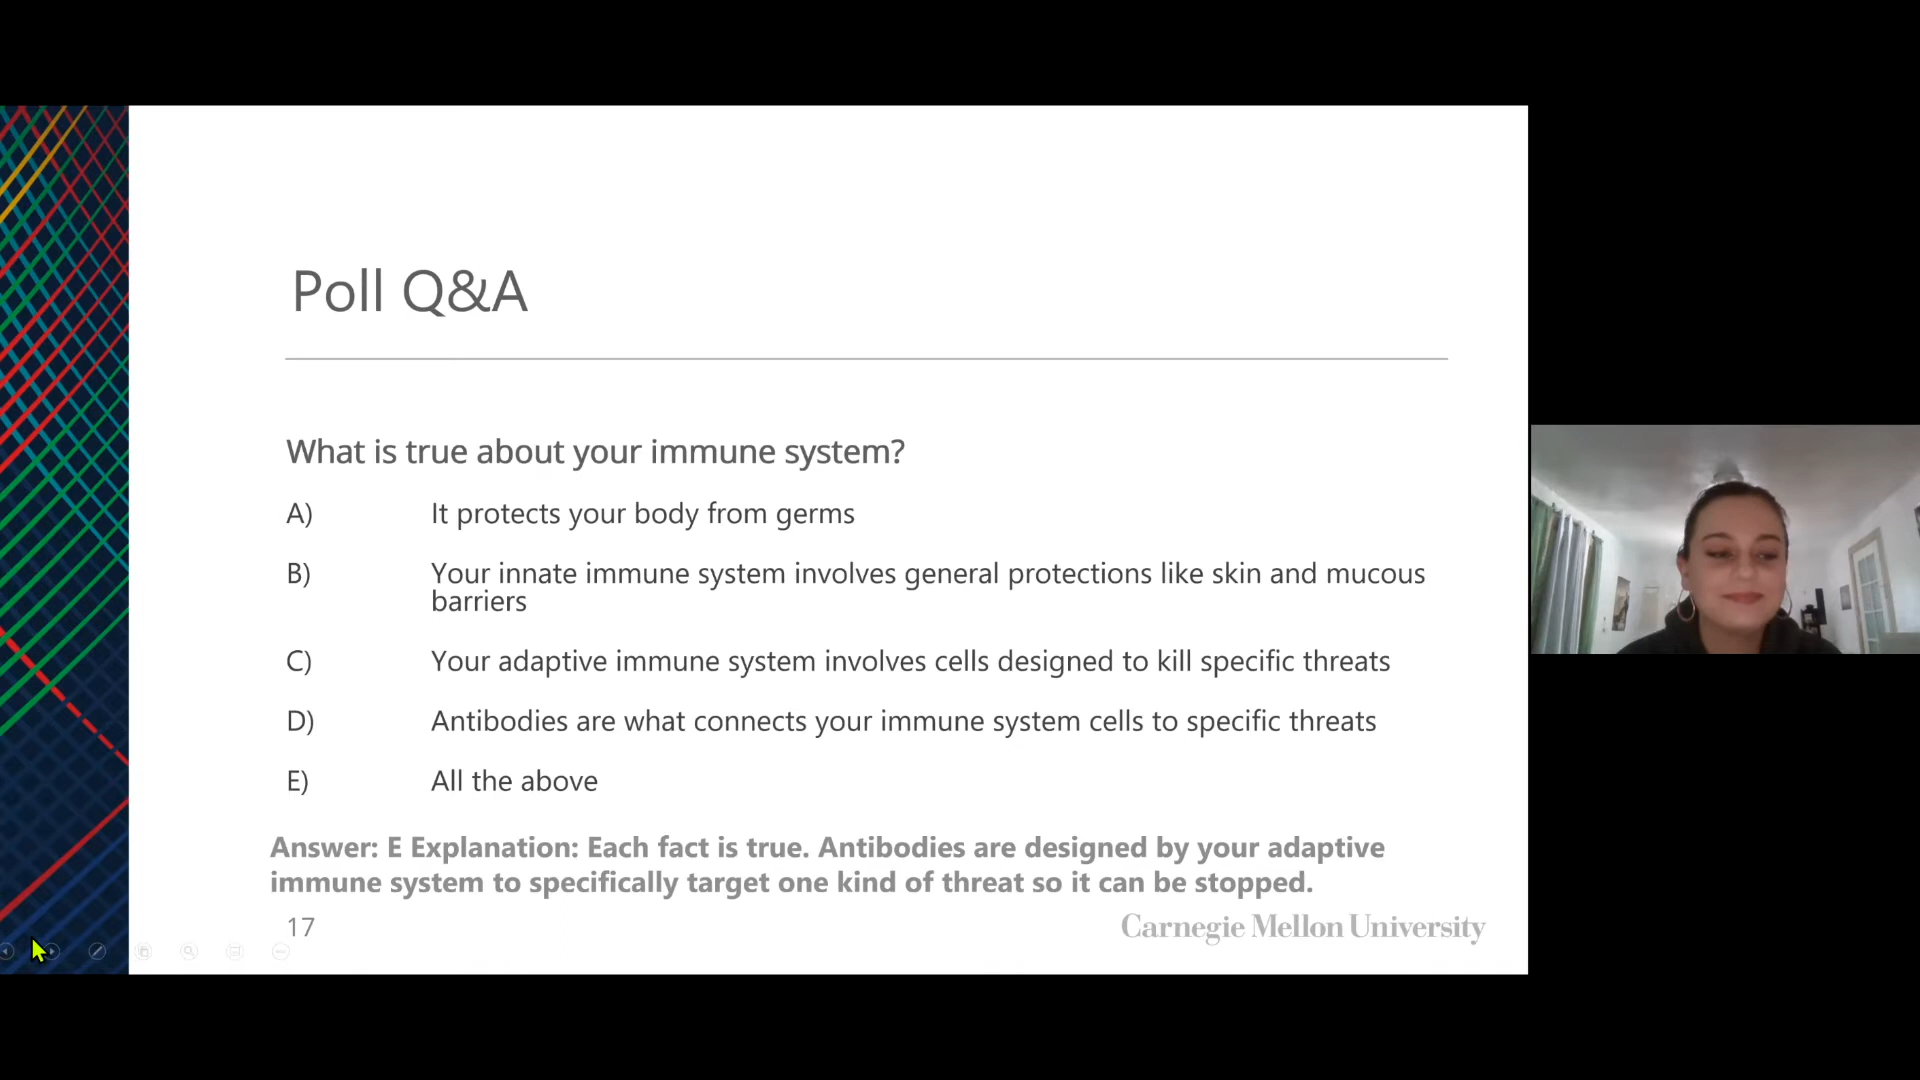 Poll Q&A
What is true about your immune system?
A) It protects your body from germs
B) Your innate immune system involves general protections like skin and mucous
barriers
C) Your adaptive immune system involves cells designed to kill specific threats
D) Antibodies are what connects your immune system cells to specific threats
E) All the above
Answer: E Explanation: Each fact is true. Antibodies are designed by your adaptive
immune system to specifically target one kind of threat so it can be stopped.
17
Carnegie Mellon University